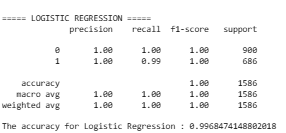 ===== LOGISTIC REGRESSION =====
precision recall f1-score support
0 1.00 1.00 1.00 900
1 1.00 0.99 1.00 686
accuracy 1.00 1586
macro avg 1.00 1.00 1.00 1586
weighted avg 1.00 1.00 1.00 1586
The accuracy for Logistic Regression : 0.9968474148802018